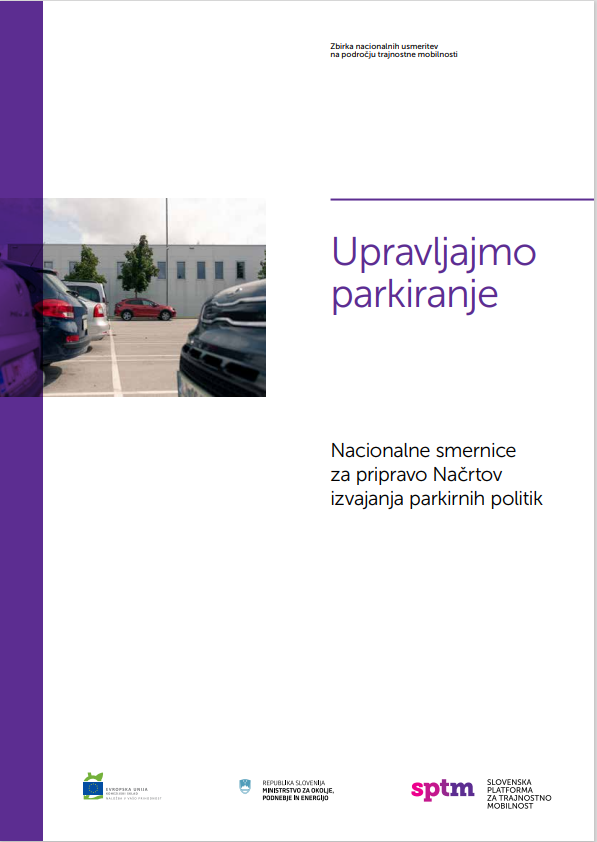 Zbirka nacionalnih usmeritev
na področju trajnostne mobilnosti
Upravljajmo
parkiranje
Nacionalne smernice
za pripravo Načrtov
izvajanja parkirnih politik
EVROPSKA UNIJA
KOHEZIJSKI SKLAD
NALOŽBA V VAŠO PRIHODNOST
REPUBLIKA SLOVENIJA
MINISTRSTVO ZA OKOLJE,
PODNEBJE IN ENERGIJO
sptm
SLOVENSKA
PLATFORMA
ZA TRAJNOSTNO
MOBILNOST